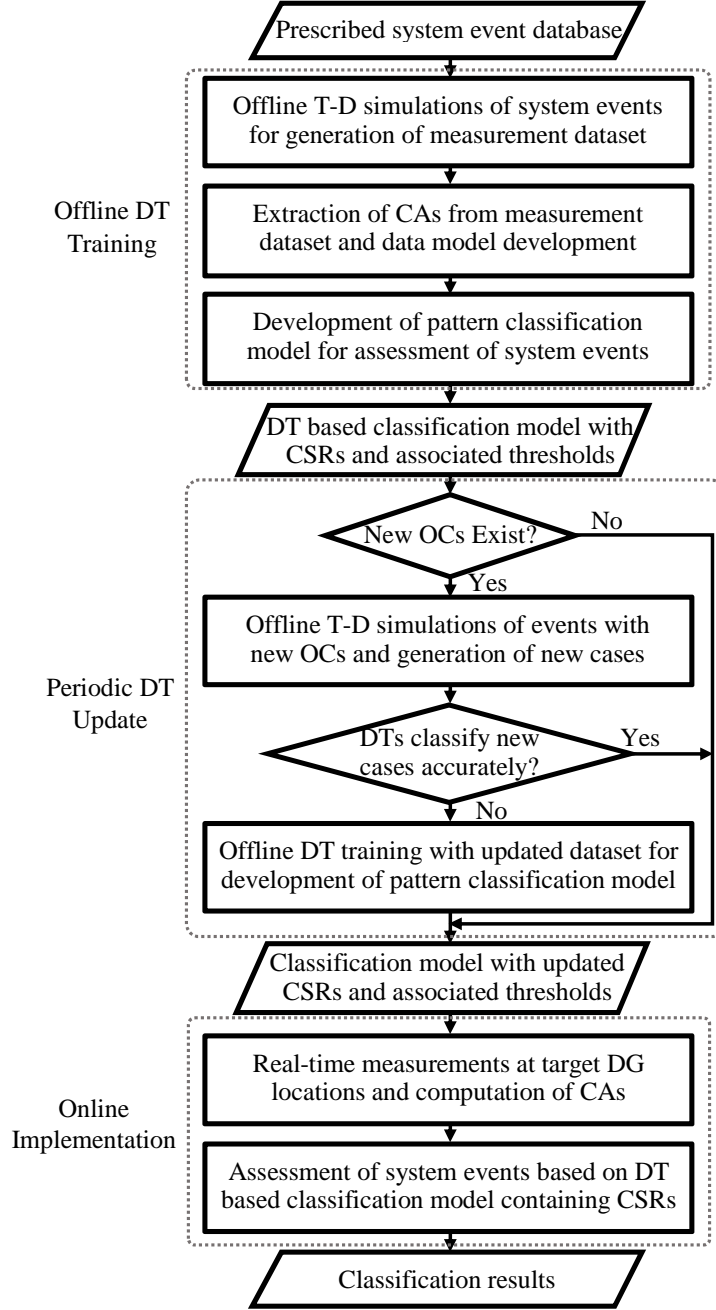 Prescribed system event database
Offline T-D simulations of system events
for generation of measurement dataset
Offline DT
Training
Extraction of CAs from measurement
dataset and data model development
Development of pattern classification
model for assessment of system events
DT based classification model with
CSRs and associated thresholds
New OCs Exist?
No
Yes
Offline T-D simulations of events with
new OCs and generation of new cases
Periodic DT
Update
DTs classify new
cases accurately?
Yes
No
Offline DT training with updated dataset for
development of pattern classification model
Classification model with updated
CSRs and associated thresholds
Real-time measurements at target DG
locations and computation of CAs
Online
Implementation
Assessment of system events based on DT
based classification model containing CSRs
Classification results